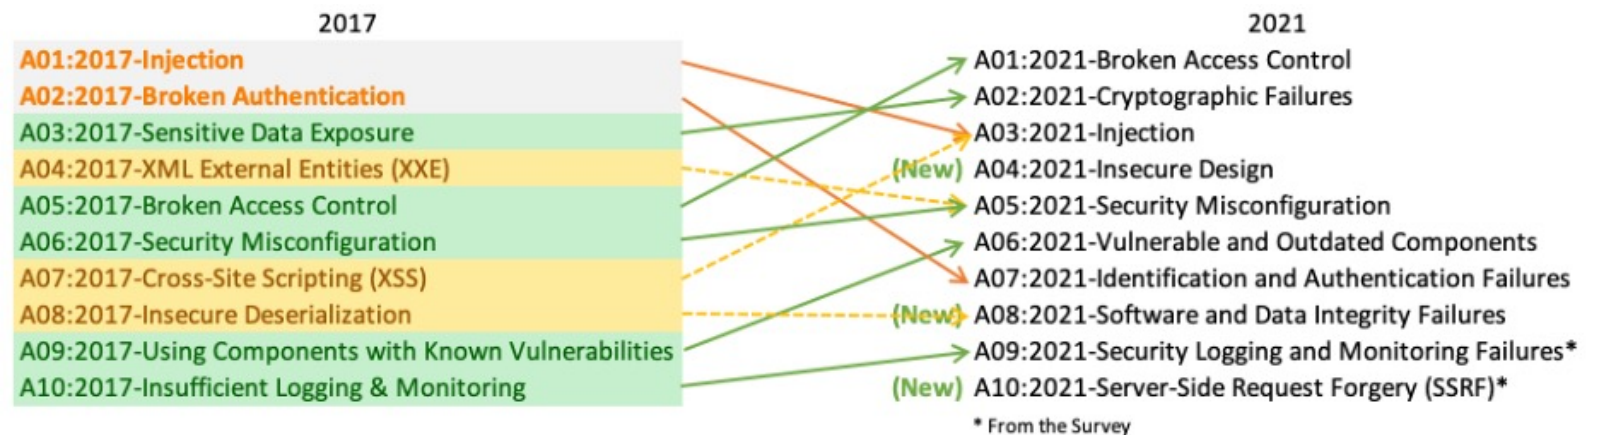 2017
2021
A01:2017-Injection
A02:2017-Broken Authentication
A03:2017-Sensitive Data Exposure
A04:2017-XML External Entities (XXE)
A05:2017-Broken Access Control
A06:2017-Security Misconfiguration
A07:2017-Cross-Site Scripting (XSS)
A08:2017-Insecure Deserialization
A09:2017-Using Components with Known Vulnerabilities
A10:2017-Insufficient Logging & Monitoring
A01:2021-Broken Access Control
A02:2021-Cryptographic Failures
A03:2021-Injection
(New) A04:2021-Insecure Design
A05:2021-Security Misconfiguration
A06:2021-Vulnerable and Outdated Components
A07:2021-Identification and Authentication Failures
(New) A08:2021-Software and Data Integrity Failures
A09:2021-Security Logging and Monitoring Failures*
(New) A10:2021-Server-Side Request Forgery (SSRF)*
* From the Survey